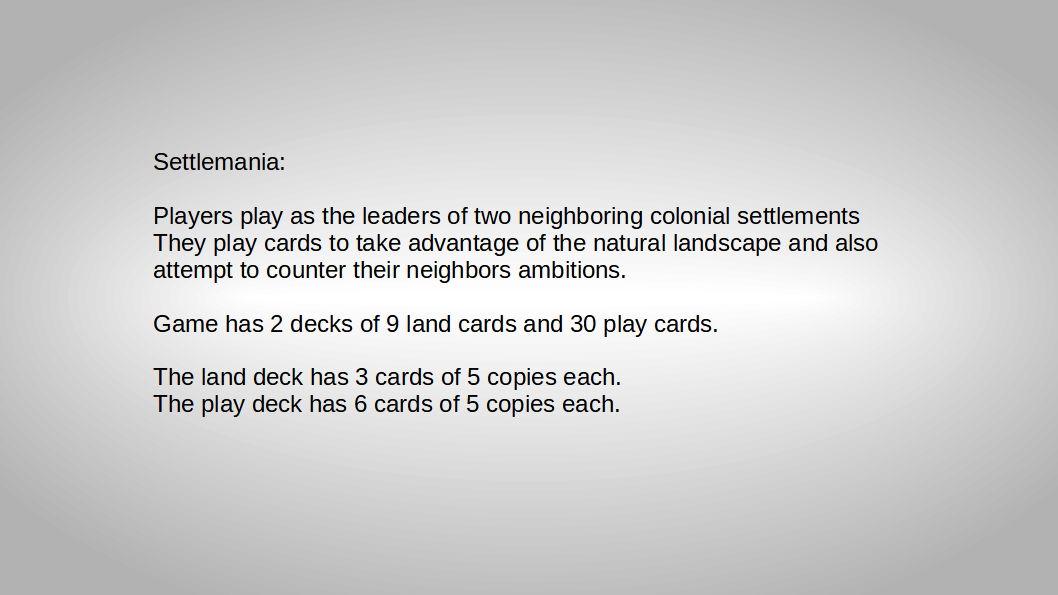 Settlemania:
Players play as the leaders of two neighboring colonial settlements
They play cards to take advantage of the natural landscape and also
attempt to counter their neighbors ambitions.
Game has 2 decks of 9 land cards and 30 play cards.
The land deck has 3 cards of 5 copies each.
The play deck has 6 cards of 5 copies each.